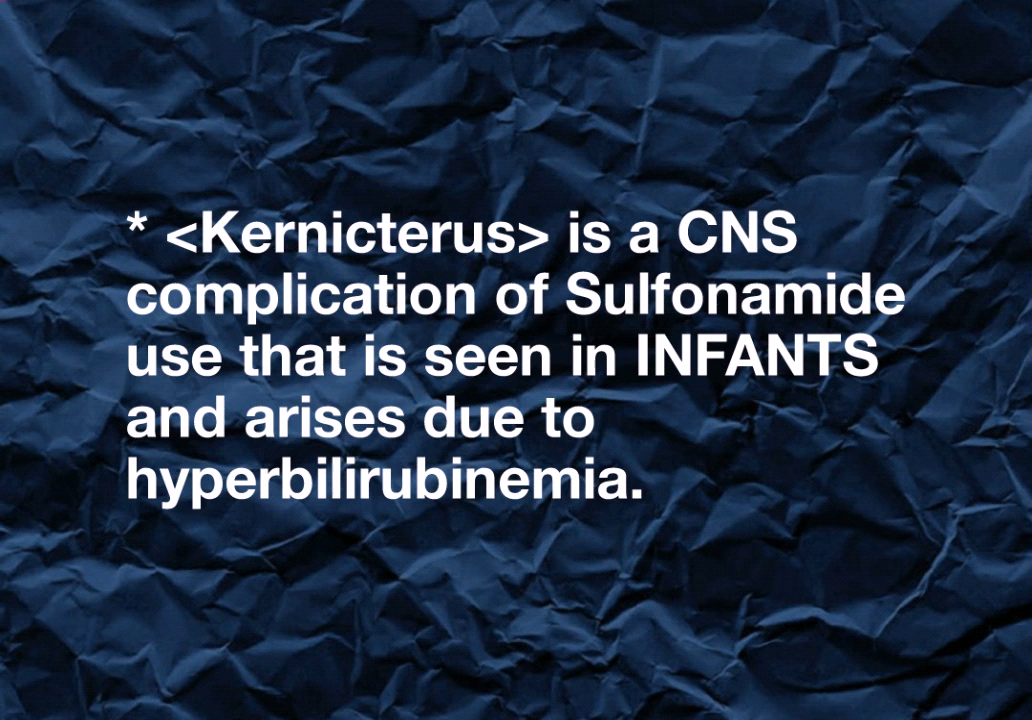 * <Kernicterus> is a CNS
complication of Sulfonamide
use that is seen in INFANTS
and arises due to
hyperbilirubinemia.